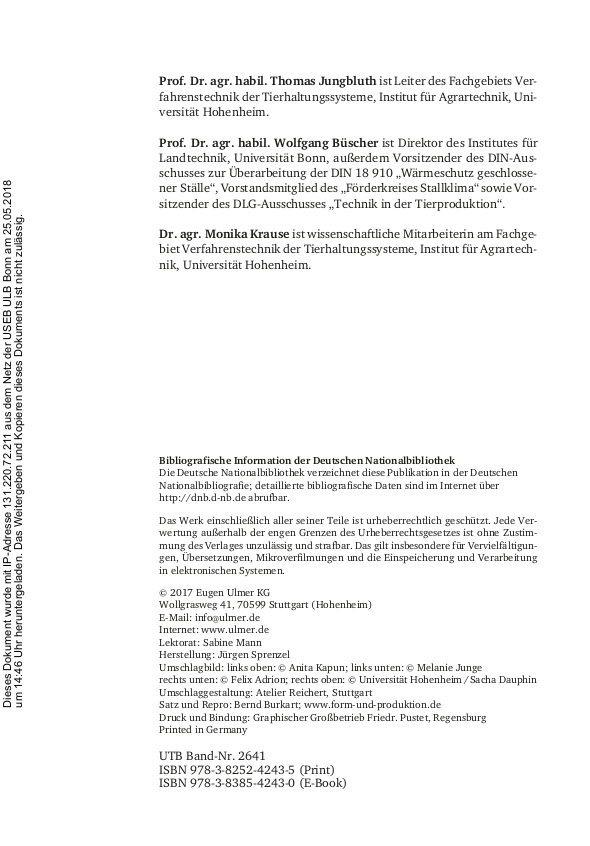 Prof. Dr. agr. habil. Thomas Jungbluth ist Leiter des Fachgebiets Ver-
fahrenstechnik der Tierhaltungssysteme, Institut für Agrartechnik, Uni-
versität Hohenheim.
Prof. Dr. agr. habil. Wolfgang Büscher ist Direktor des Institutes für
Landtechnik, Universität Bonn, außerdem Vorsitzender des DIN-Aus-
schusses zur Überarbeitung der DIN 18 910 „Wärmeschutz geschlosse-
ner Ställe“, Vorstandsmitglied des „Förderkreises Stallklima“ sowie Vor-
sitzender des DLG-Ausschusses „Technik in der Tierproduktion“.
Dr. agr. Monika Krause ist wissenschaftliche Mitarbeiterin am Fachge-
biet Verfahrenstechnik der Tierhaltungssysteme, Institut für Agrartech-
nik, Universität Hohenheim.
Bibliografische Information der Deutschen Nationalbibliothek
Die Deutsche Nationalbibliothek verzeichnet diese Publikation in der Deutschen
Nationalbibliografie; detaillierte bibliografische Daten sind im Internet über
http://dnb.d-nb.de abrufbar.
Das Werk einschließlich aller seiner Teile ist urheberrechtlich geschützt. Jede Ver-
wertung außerhalb der engen Grenzen des Urheberrechtsgesetzes ist ohne Zustim-
mung des Verlages unzulässig und strafbar. Das gilt insbesondere für Vervielfältigun-
gen, Übersetzungen, Mikroverfilmungen und die Einspeicherung und Verarbeitung
in elektronischen Systemen.
© 2017 Eugen Ulmer KG
Wollgrasweg 41, 70599 Stuttgart (Hohenheim)
E-Mail: info@ulmer.de
Internet: www.ulmer.de
Lektorat: Sabine Mann
Herstellung: Jürgen Sprenzel
Umschlagbild: links oben: © Anita Kapun; links unten: © Melanie Junge
rechts unten: © Felix Adrion; rechts oben: © Universität Hohenheim / Sacha Dauphin
Umschlaggestaltung: Atelier Reichert, Stuttgart
Satz und Repro: Bernd Burkart; www.form-und-produktion.de
Druck und Bindung: Graphischer Großbetrieb Friedr. Pustet, Regensburg
Printed in Germany
UTB Band-Nr. 2641
ISBN 978-3-8252-4243-5 (Print)
ISBN 978-3-8385-4243-0 (E-Book)
Dieses Dokument wurde mit IP-Adresse 131.220.72.211 aus dem Netz der USEB ULB Bonn am 25.05.2018
um 14:46 Uhr heruntergeladen. Das Weitergeben und Kopieren dieses Dokuments ist nicht zulässig.